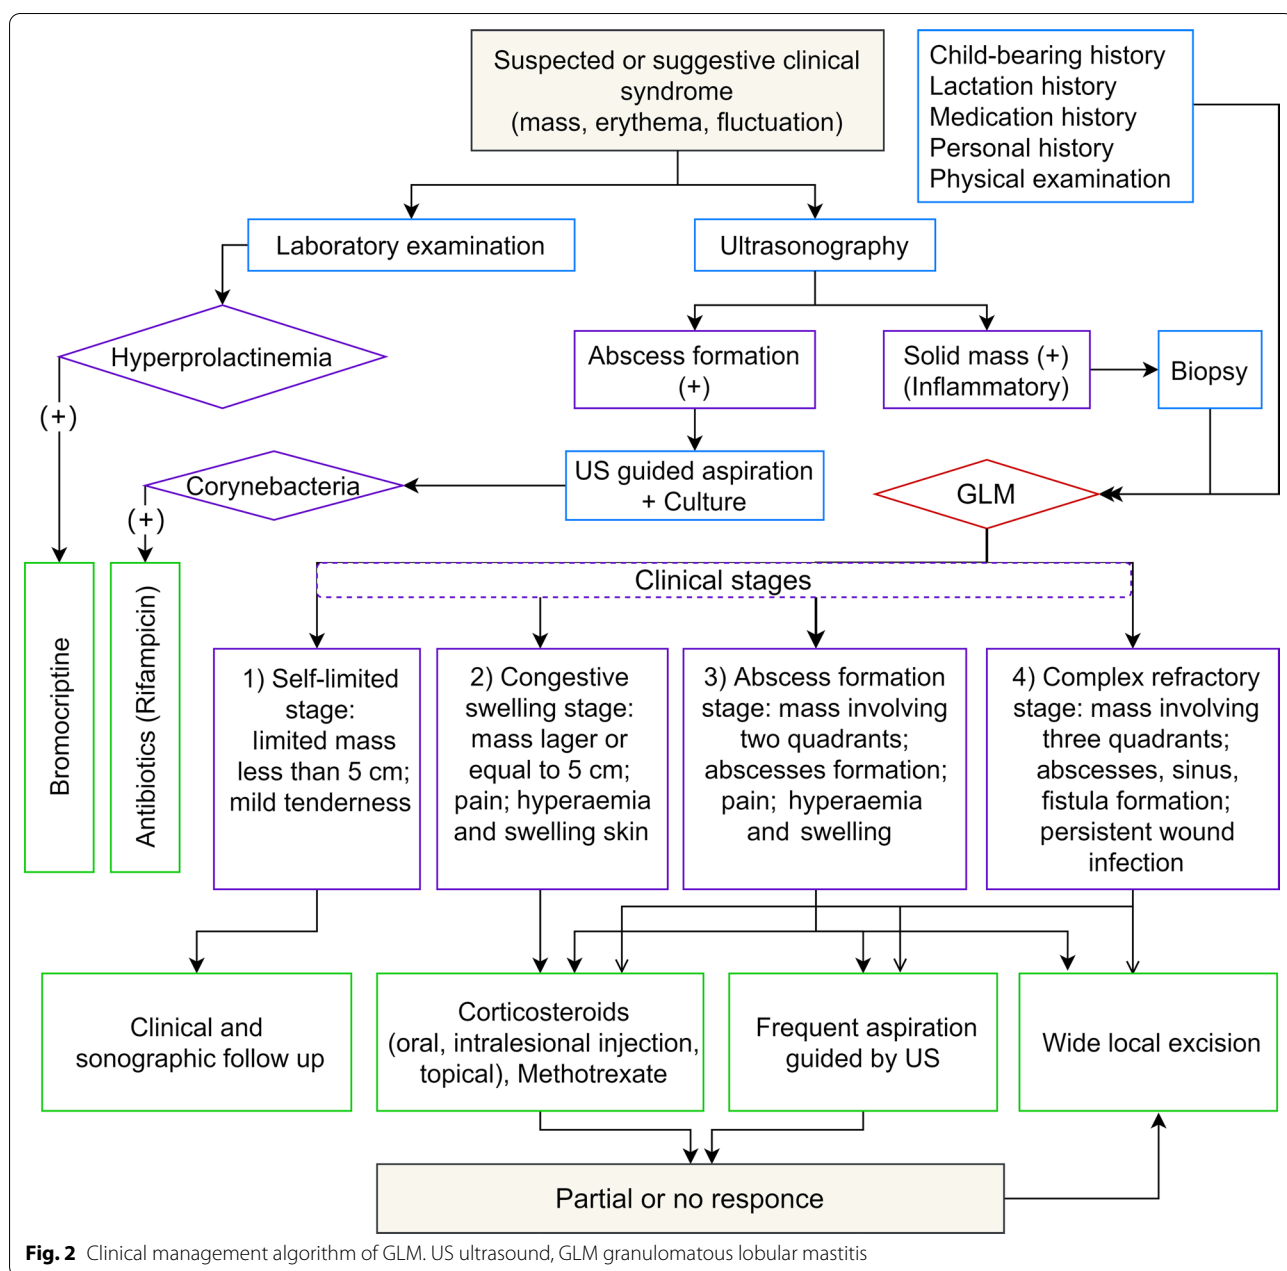 Suspected or suggestive clinical
syndrome
(mass, erythema, fluctuation)
Child-bearing history
Lactation history
Medication history
Personal history
Physical examination
Laboratory examination
Ultrasonography
Hyperprolactinemia
Abscess formation
(+)
Solid mass (+)
(Inflammatory)
Biopsy
(+)
Corynebacteria
US guided aspiration
+ Culture
GLM
(+)
Clinical stages
Bromocriptine
Antibiotics (Rifampicin)
1) Self-limited
stage:
limited mass
less than 5 cm;
mild tenderness
2) Congestive
swelling stage:
mass lager or
equal to 5 cm;
pain; hyperaemia
and swelling skin
3) Abscess formation
stage: mass involving
two quadrants;
abscesses formation;
pain; hyperaemia
and swelling
4) Complex refractory
stage: mass involving
three quadrants;
abscesses, sinus,
fistula formation;
persistent wound
infection
Clinical and
sonographic follow up
Corticosteroids
(oral, intralesional injection,
topical), Methotrexate
Frequent aspiration
guided by US
Wide local excision
Partial or no responce
Fig. 2 Clinical management algorithm of GLM. US ultrasound, GLM granulomatous lobular mastitis